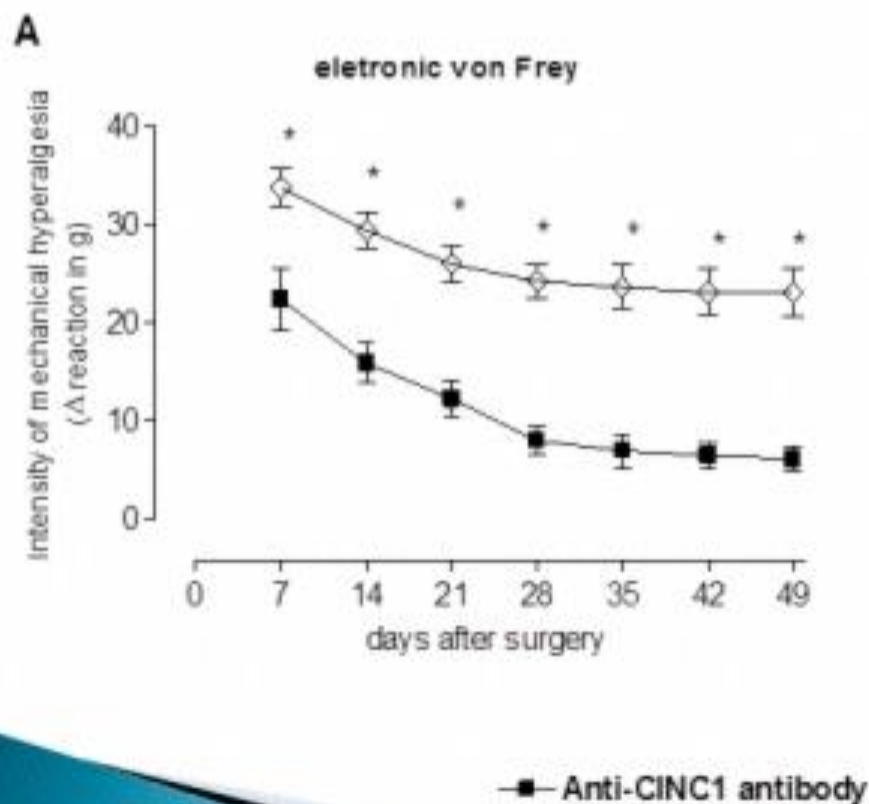 A
eletronic von Frey
Intensity of mechanical hyperalgesia
(Δ reaction in g)
40
30
20
10
0
* * * * * * *
0 7 14 21 28 35 42 49
days after surgery
Anti-CINC1 antibody